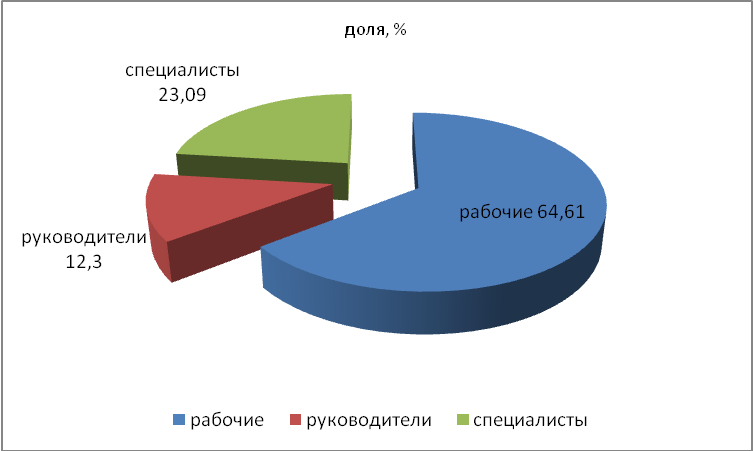 доля, %
специалисты
23,09
рабочие 64,61
руководители
12,3
рабочие руководители специалисты